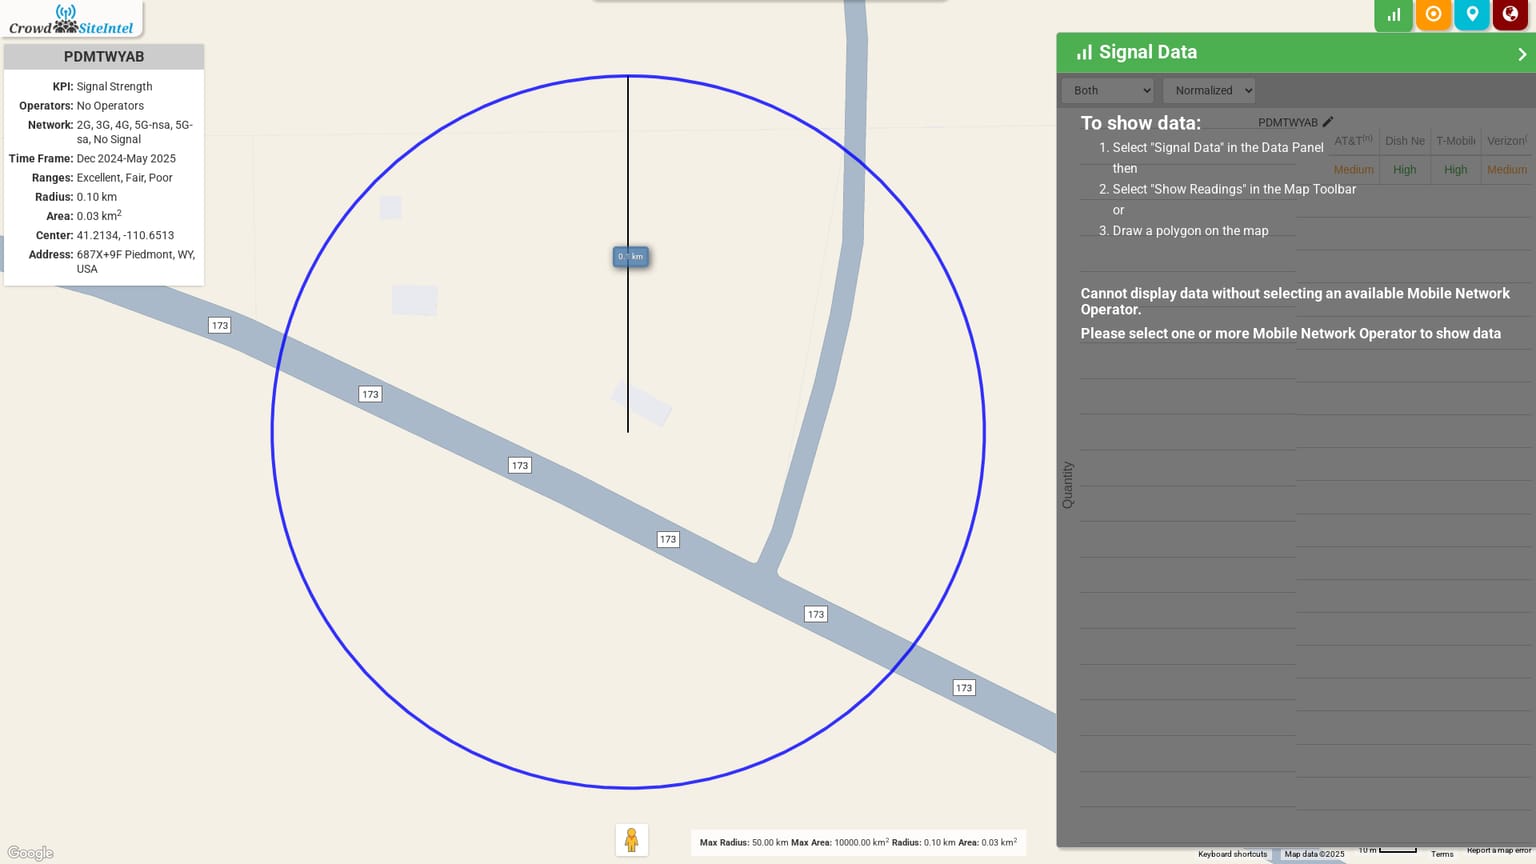 Crowd SiteIntel
PDMTWYAB
KPI: Signal Strength
Operators: No Operators
Network: 2G, 3G, 4G, 5G-nsa, 5G-
sa, No Signal
Time Frame: Dec 2024-May 2025
Ranges: Excellent, Fair, Poor
Radius: 0.10 km
Area: 0.03 km²
Center: 41.2134, -110.6513
Address: 687X+9F Piedmont, WY,
USA
0.1 km
173
173
173
173
173
173
Signal Data
Both
Normalized
To show data:
PDMTWYAB
1. Select "Signal Data" in the Data Panel
then
2. Select "Show Readings" in the Map Toolbar
or
3. Draw a polygon on the map
AT&T(n) Dish Ne T-Mobil Verizon(
Medium High High Medium
Cannot display data without selecting an available Mobile Network
Operator.
Please select one or more Mobile Network Operator to show data
Quantity
Max Radius: 50.00 km Max Area: 10000.00 km² Radius: 0.10 km Area: 0.03 km²
Google
Keyboard shortcuts
Map data ©2025
10 m
Terms
Report a map error